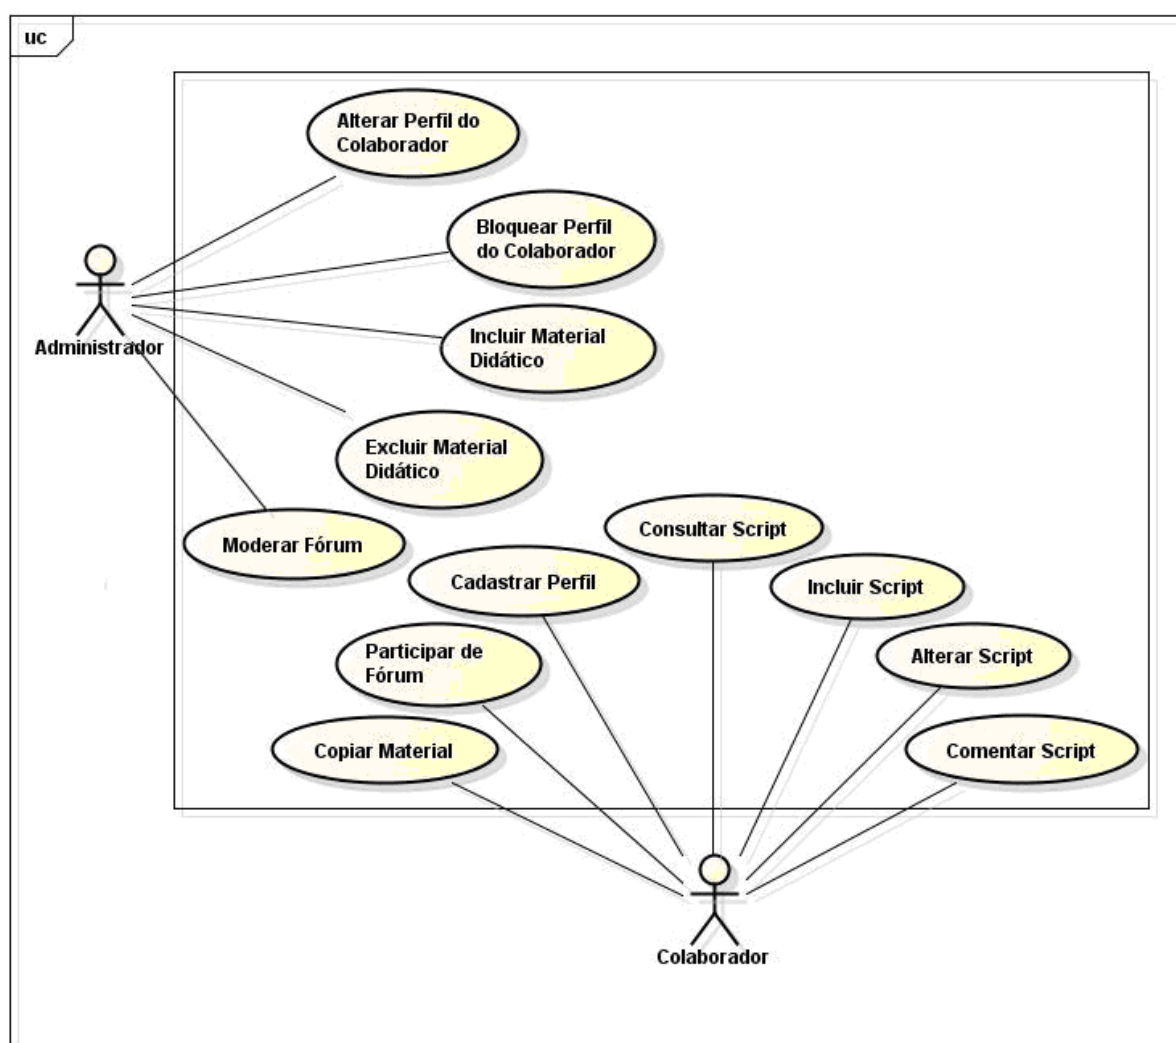 uc
Alterar Perfil do
Colaborador
Bloquear Perfil
do Colaborador
Administrador
Incluir Material
Didático
Excluir Material
Didático
Moderar Fórum
Consultar Script
Cadastrar Perfil
Incluir Script
Participar de
Fórum
Alterar Script
Copiar Material
Comentar Script
Colaborador